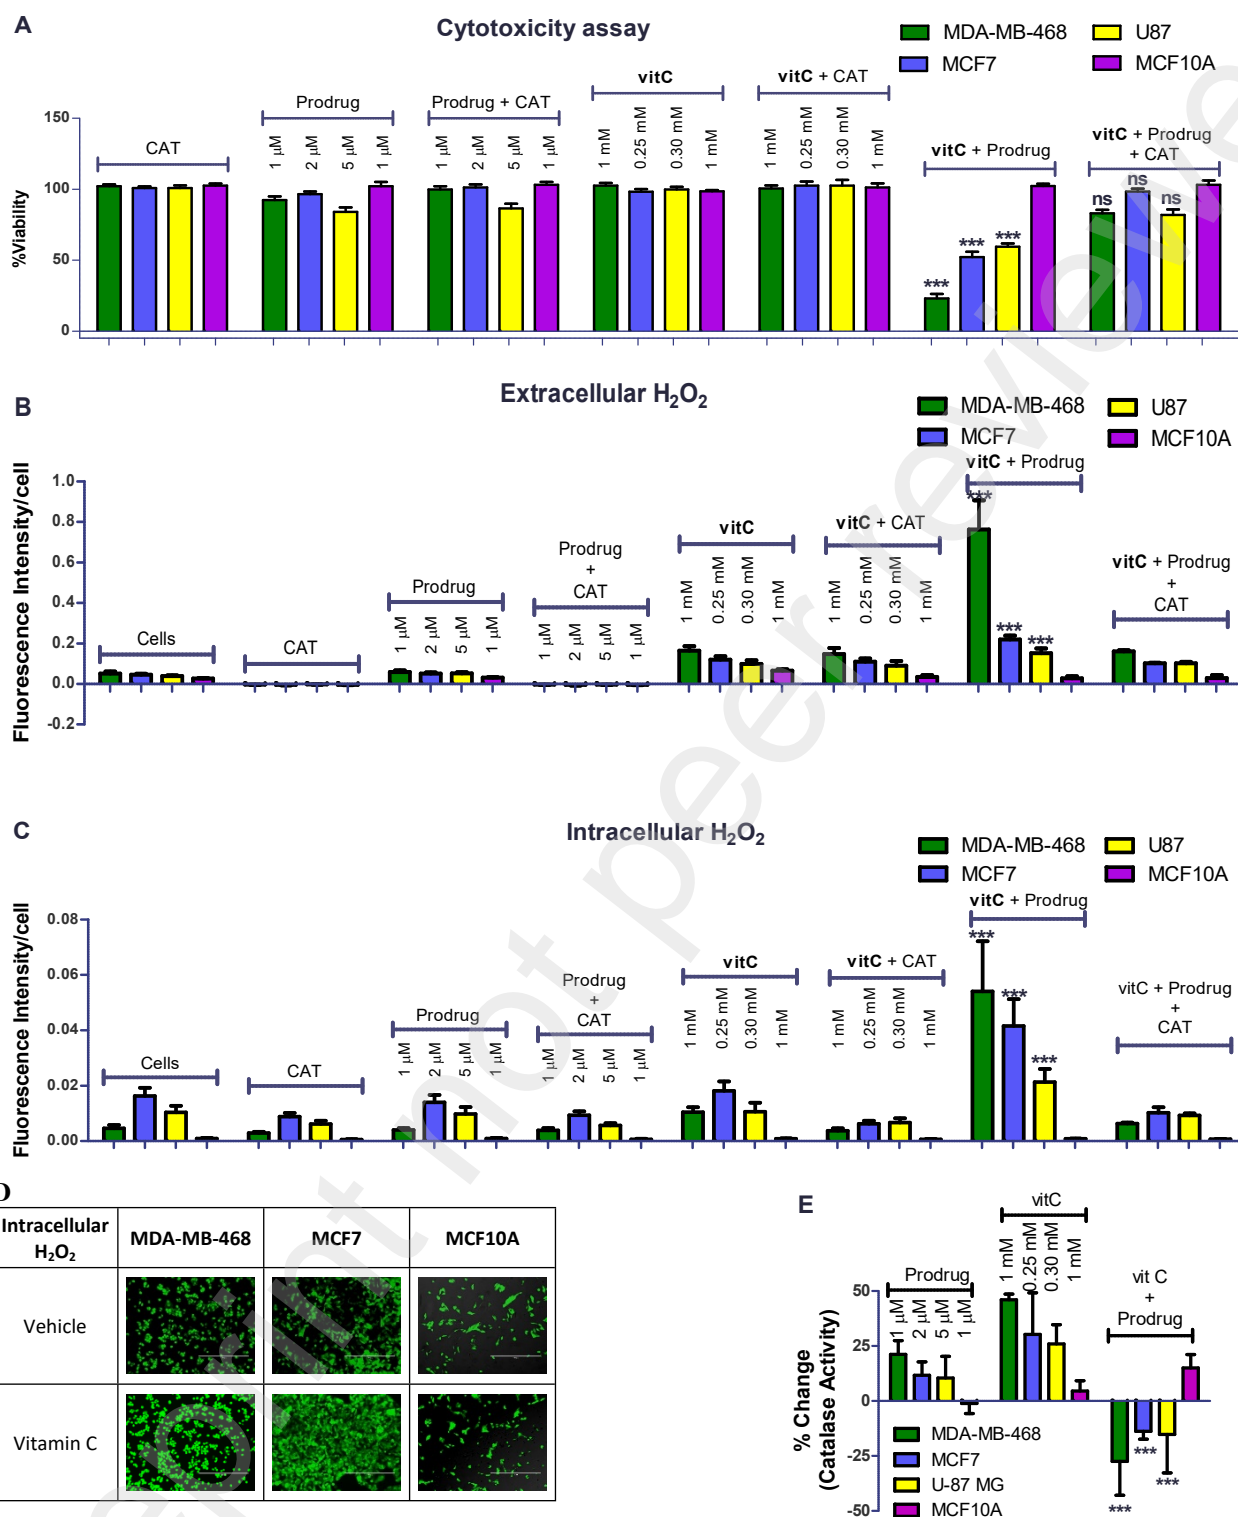 A
Cytotoxicity assay
MDA-MB-468
U87
MCF7
MCF10A
%Viability
150
100
50
0
CAT
Prodrug
1 μM
2 μM
5 μM
1 μM
Prodrug + CAT
1 μM
2 μM
5 μM
1 μM
vitC
1 mM
0.25 mM
0.30 mM
1 mM
vitC + CAT
1 mM
0.25 mM
0.30 mM
1 mM
vitC + Prodrug
***
***
***
vitC + Prodrug
+ CAT
ns
ns
ns
B
Extracellular H2O2
MDA-MB-468
U87
MCF7
MCF10A
Fluorescence Intensity/cell
1.0
0.8
0.6
0.4
0.2
0.0
-0.2
Cells
CAT
Prodrug
1 μM
2 μM
5 μM
1 μM
Prodrug
+
CAT
1 μM
2 μM
5 μM
1 μM
vitC
1 mM
0.25 mM
0.30 mM
1 mM
vitC + CAT
1 mM
0.25 mM
0.30 mM
1 mM
vitC + Prodrug
***
***
***
vitC + Prodrug
+
CAT
C
Intracellular H2O2
MDA-MB-468
U87
MCF7
MCF10A
Fluorescence Intensity/cell
0.08
0.06
0.04
0.02
0.00
Cells
CAT
Prodrug
1 μM
2 μM
5 μM
1 μM
Prodrug
+
CAT
1 μM
2 μM
5 μM
1 μM
vitC
1 mM
0.25 mM
0.30 mM
1 mM
vitC + CAT
1 mM
0.25 mM
0.30 mM
1 mM
vitC + Prodrug
***
***
***
vitC + Prodrug
+
CAT
D
Intracellular
H2O2
MDA-MB-468
MCF7
MCF10A
Vehicle
Vitamin C
E
% Change
(Catalase Activity)
50
25
0
-25
-50
Prodrug
1 μM
2 μM
5 μM
1 μM
vitC
1 mM
0.25 mM
0.30 mM
1 mM
vit C
+
Prodrug
***
***
***
MDA-MB-468
MCF7
U-87 MG
MCF10A
eprint not peer reviewe